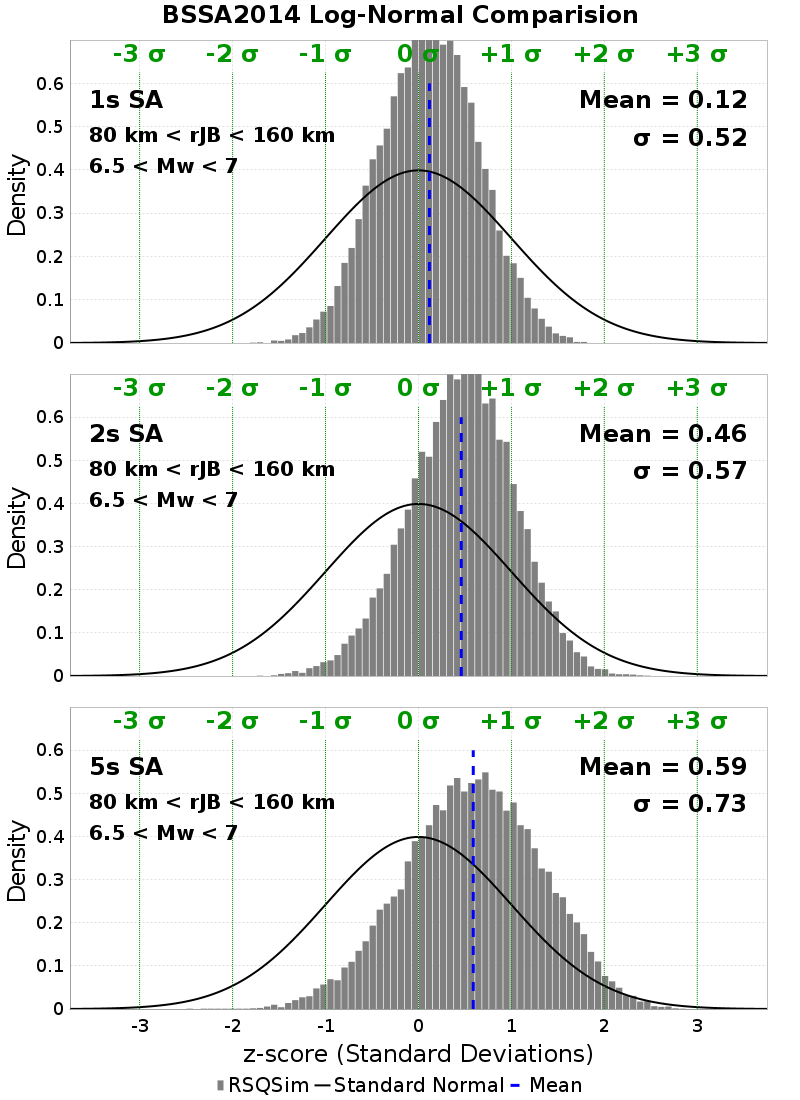 BSSA2014 Log-Normal Comparision
-3 σ -2 σ -1 σ 0 σ +1 σ +2 σ +3 σ
1s SA Mean = 0.12
80 km < rJB < 160 km σ = 0.52
6.5 < Mw < 7
Density
0.6
0.5
0.4
0.3
0.2
0.1
0
-3 σ -2 σ -1 σ 0 σ +1 σ +2 σ +3 σ
2s SA Mean = 0.46
80 km < rJB < 160 km σ = 0.57
6.5 < Mw < 7
Density
0.6
0.5
0.4
0.3
0.2
0.1
0
-3 σ -2 σ -1 σ 0 σ +1 σ +2 σ +3 σ
5s SA Mean = 0.59
80 km < rJB < 160 km σ = 0.73
6.5 < Mw < 7
Density
0.6
0.5
0.4
0.3
0.2
0.1
0
-3 -2 -1 0 1 2 3
z-score (Standard Deviations)
RSQSim Standard Normal Mean